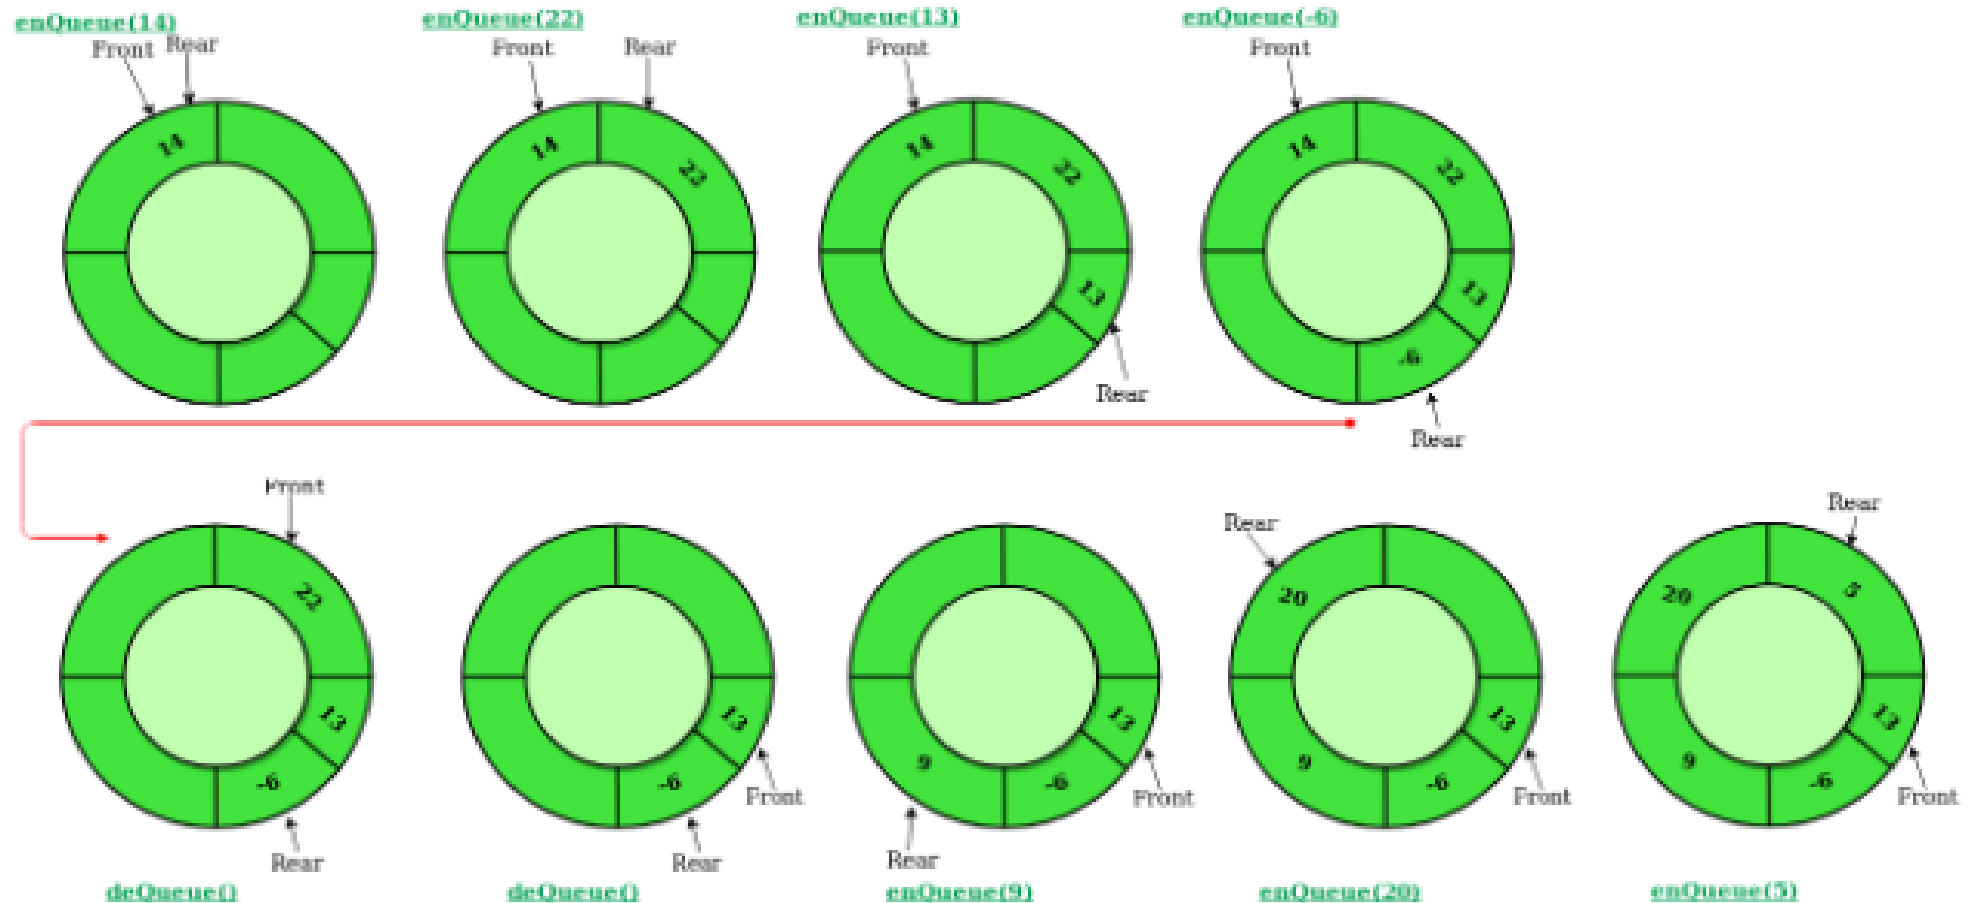 enQueue(14)
Front Rear
14
enQueue(22)
Front Rear
14
22
enQueue(13)
Front
14
22
13
Rear
enQueue(-6)
Front
14
22
13
-6
Rear
Front
22
13
-6
Rear
deQueue()
13
-6
Front
Rear
deQueue()
13
9
-6
Front
Rear
enQueue(9)
Rear
20
13
9
-6
Front
enQueue(20)
Rear
20
5
13
9
-6
Front
enQueue(5)